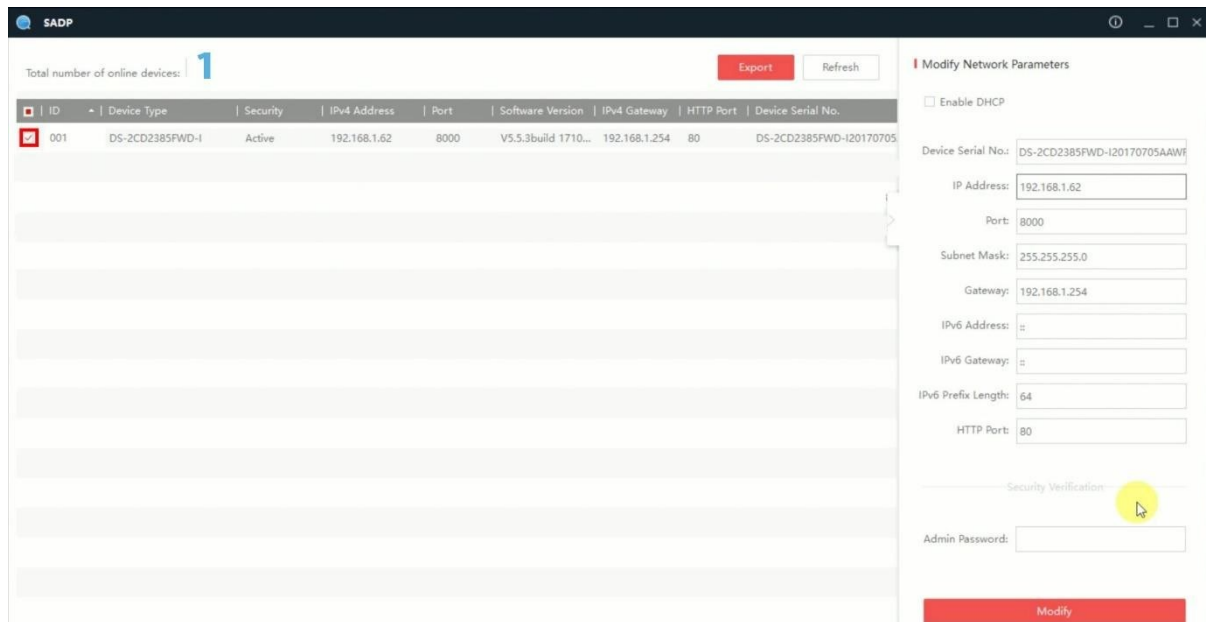 SADP
Total number of online devices: 1
Export
Refresh
ID | Device Type | Security | IPv4 Address | Port | Software Version | IPv4 Gateway | HTTP Port | Device Serial No.
001 DS-2CD2385FWD-I Active 192.168.1.62 8000 V5.5.3build 1710... 192.168.1.254 80 DS-2CD2385FWD-I20170705
Modify Network Parameters
Enable DHCP
Device Serial No.: DS-2CD2385FWD-I20170705AAWR
IP Address: 192.168.1.62
Port: 8000
Subnet Mask: 255.255.255.0
Gateway: 192.168.1.254
IPv6 Address: ::
IPv6 Gateway: ::
IPv6 Prefix Length: 64
HTTP Port: 80
Security Verification
Admin Password:
Modify